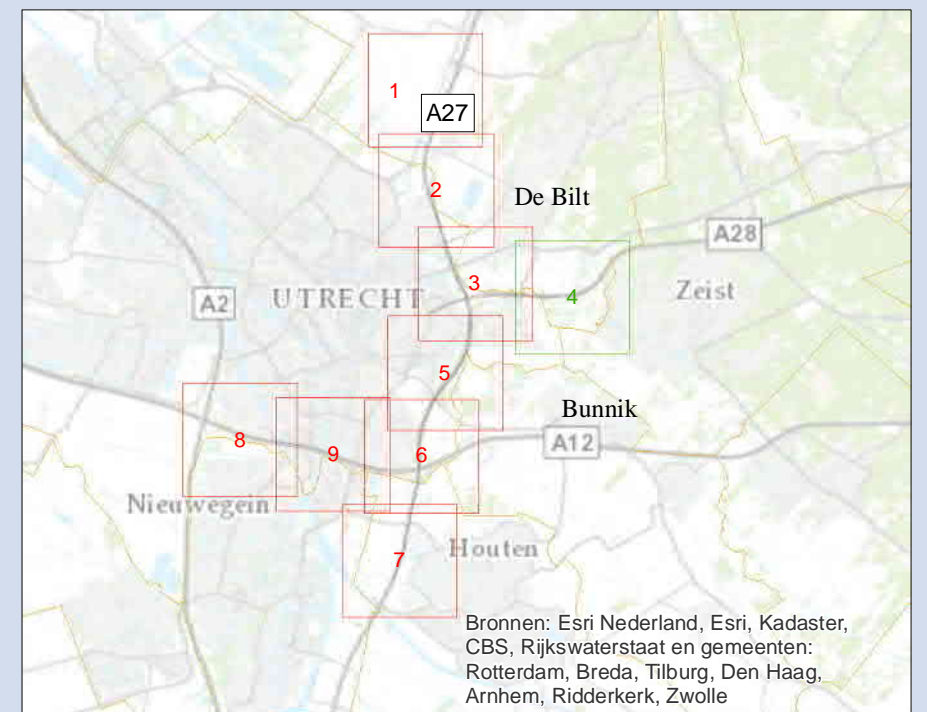 1
A27
2
De Bilt
A28
3
4
Zeist
A2
UTRECHT
5
Bunnik
8
9
6
A12
Nieuwegein
7
Houten
Bronnen: Esri Nederland, Esri, Kadaster,
CBS, Rijkswaterstaat en gemeenten:
Rotterdam, Breda, Tilburg, Den Haag,
Arnhem, Ridderkerk, Zwolle